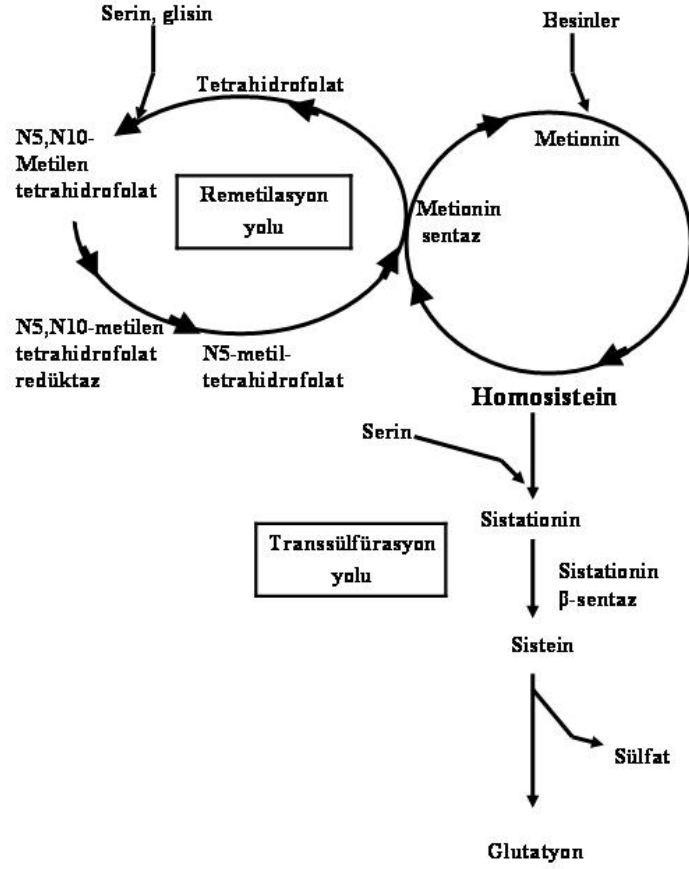 Serin, glisin
Besinler
Tetrahidrofolat
N5,N10-
Metilen
tetrahidrofolat
Metionin
Remetilasyon
yolu
Metionin
sentaz
N5,N10-metilen
tetrahidrofolat
redüktaz
N5-metil-
tetrahidrofolat
Homosistein
Serin
Sistationin
Transsülfürasyon
yolu
Sistationin
β-sentaz
Sistein
Sülfat
Glutatyon